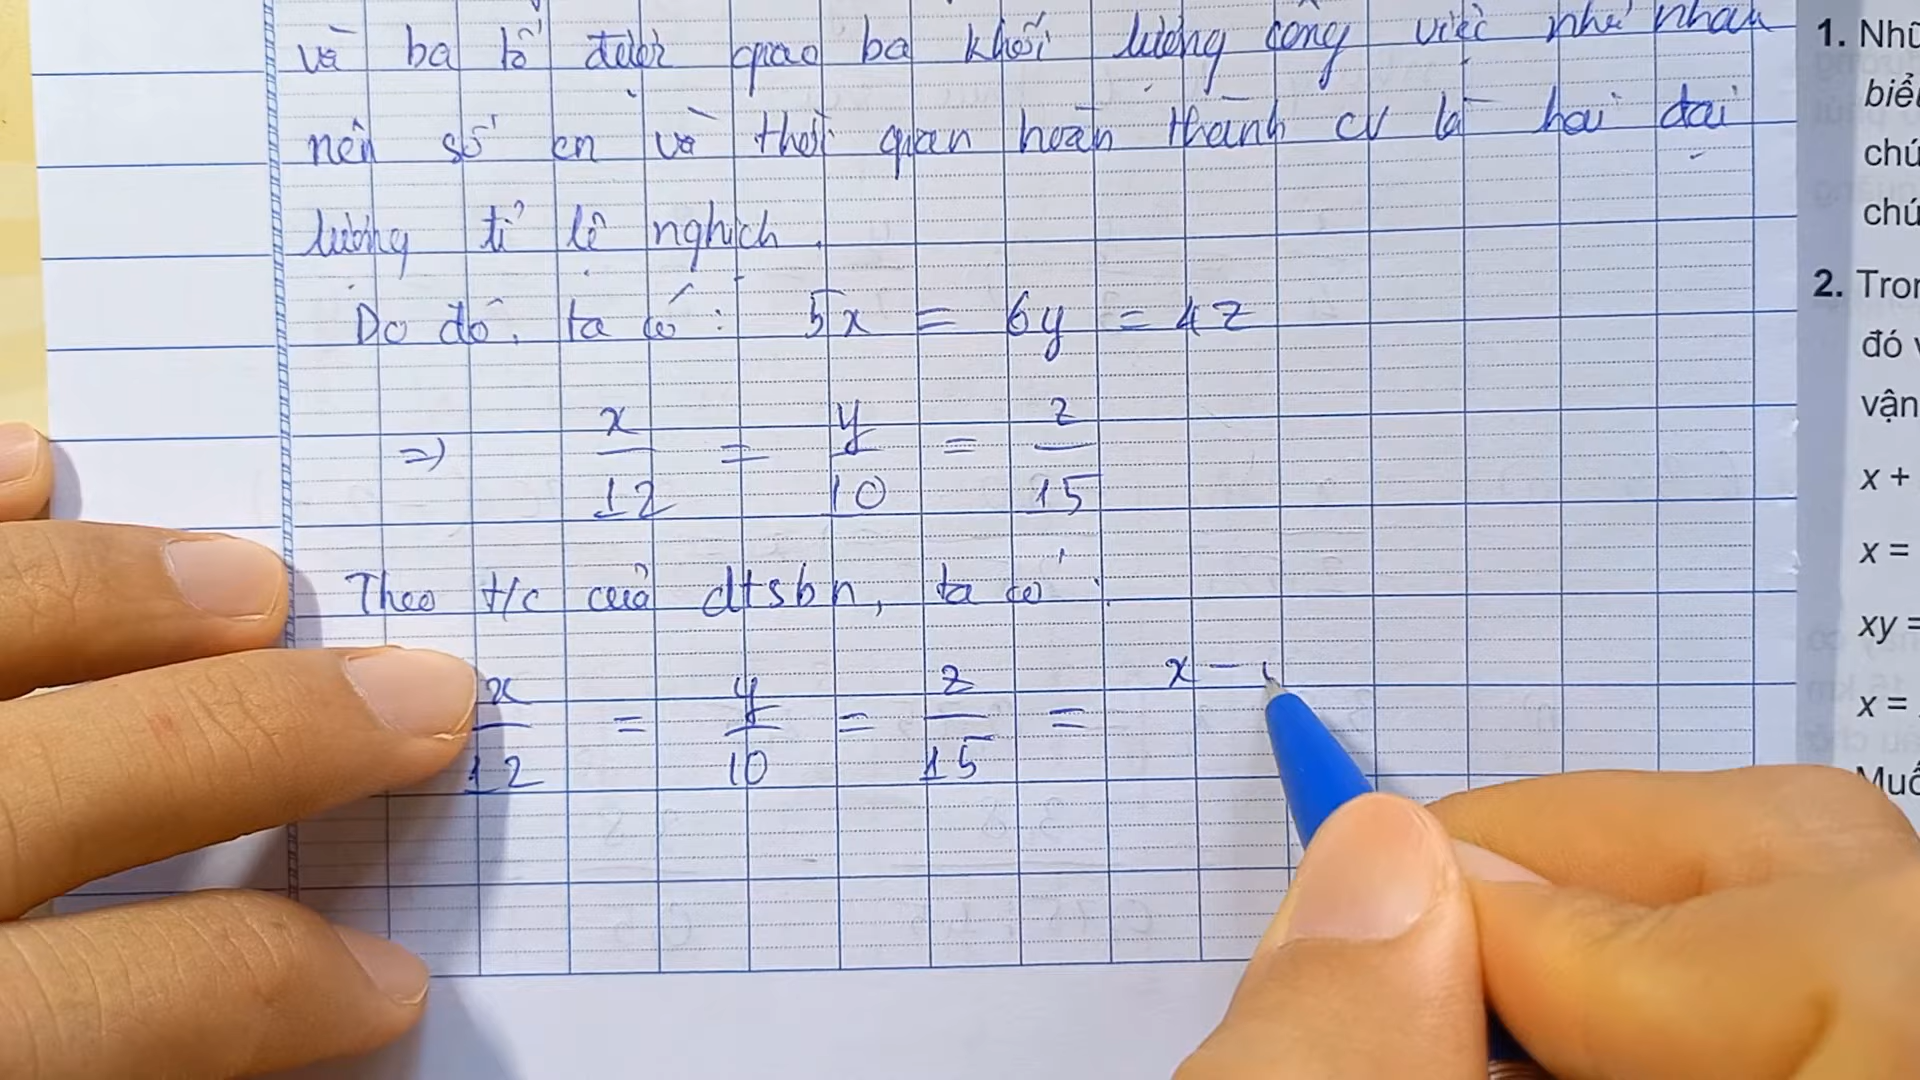 và ba tổ được giao ba khối lượng công việc như nhau
nên số cn và thời gian hoàn thành cv là hai đại
lượng tỉ lệ nghịch.
Do đó, ta có: 5x = 6y = 4z
=> x/12 = y/10 = z/15
Theo t/c của dtsbn, ta có:
x/12 = y/10 = z/15 = x -
1. Nhữ
biể
chú
chú
2. Tron
đó v
vận
x +
x =
xy =
x =
Muố